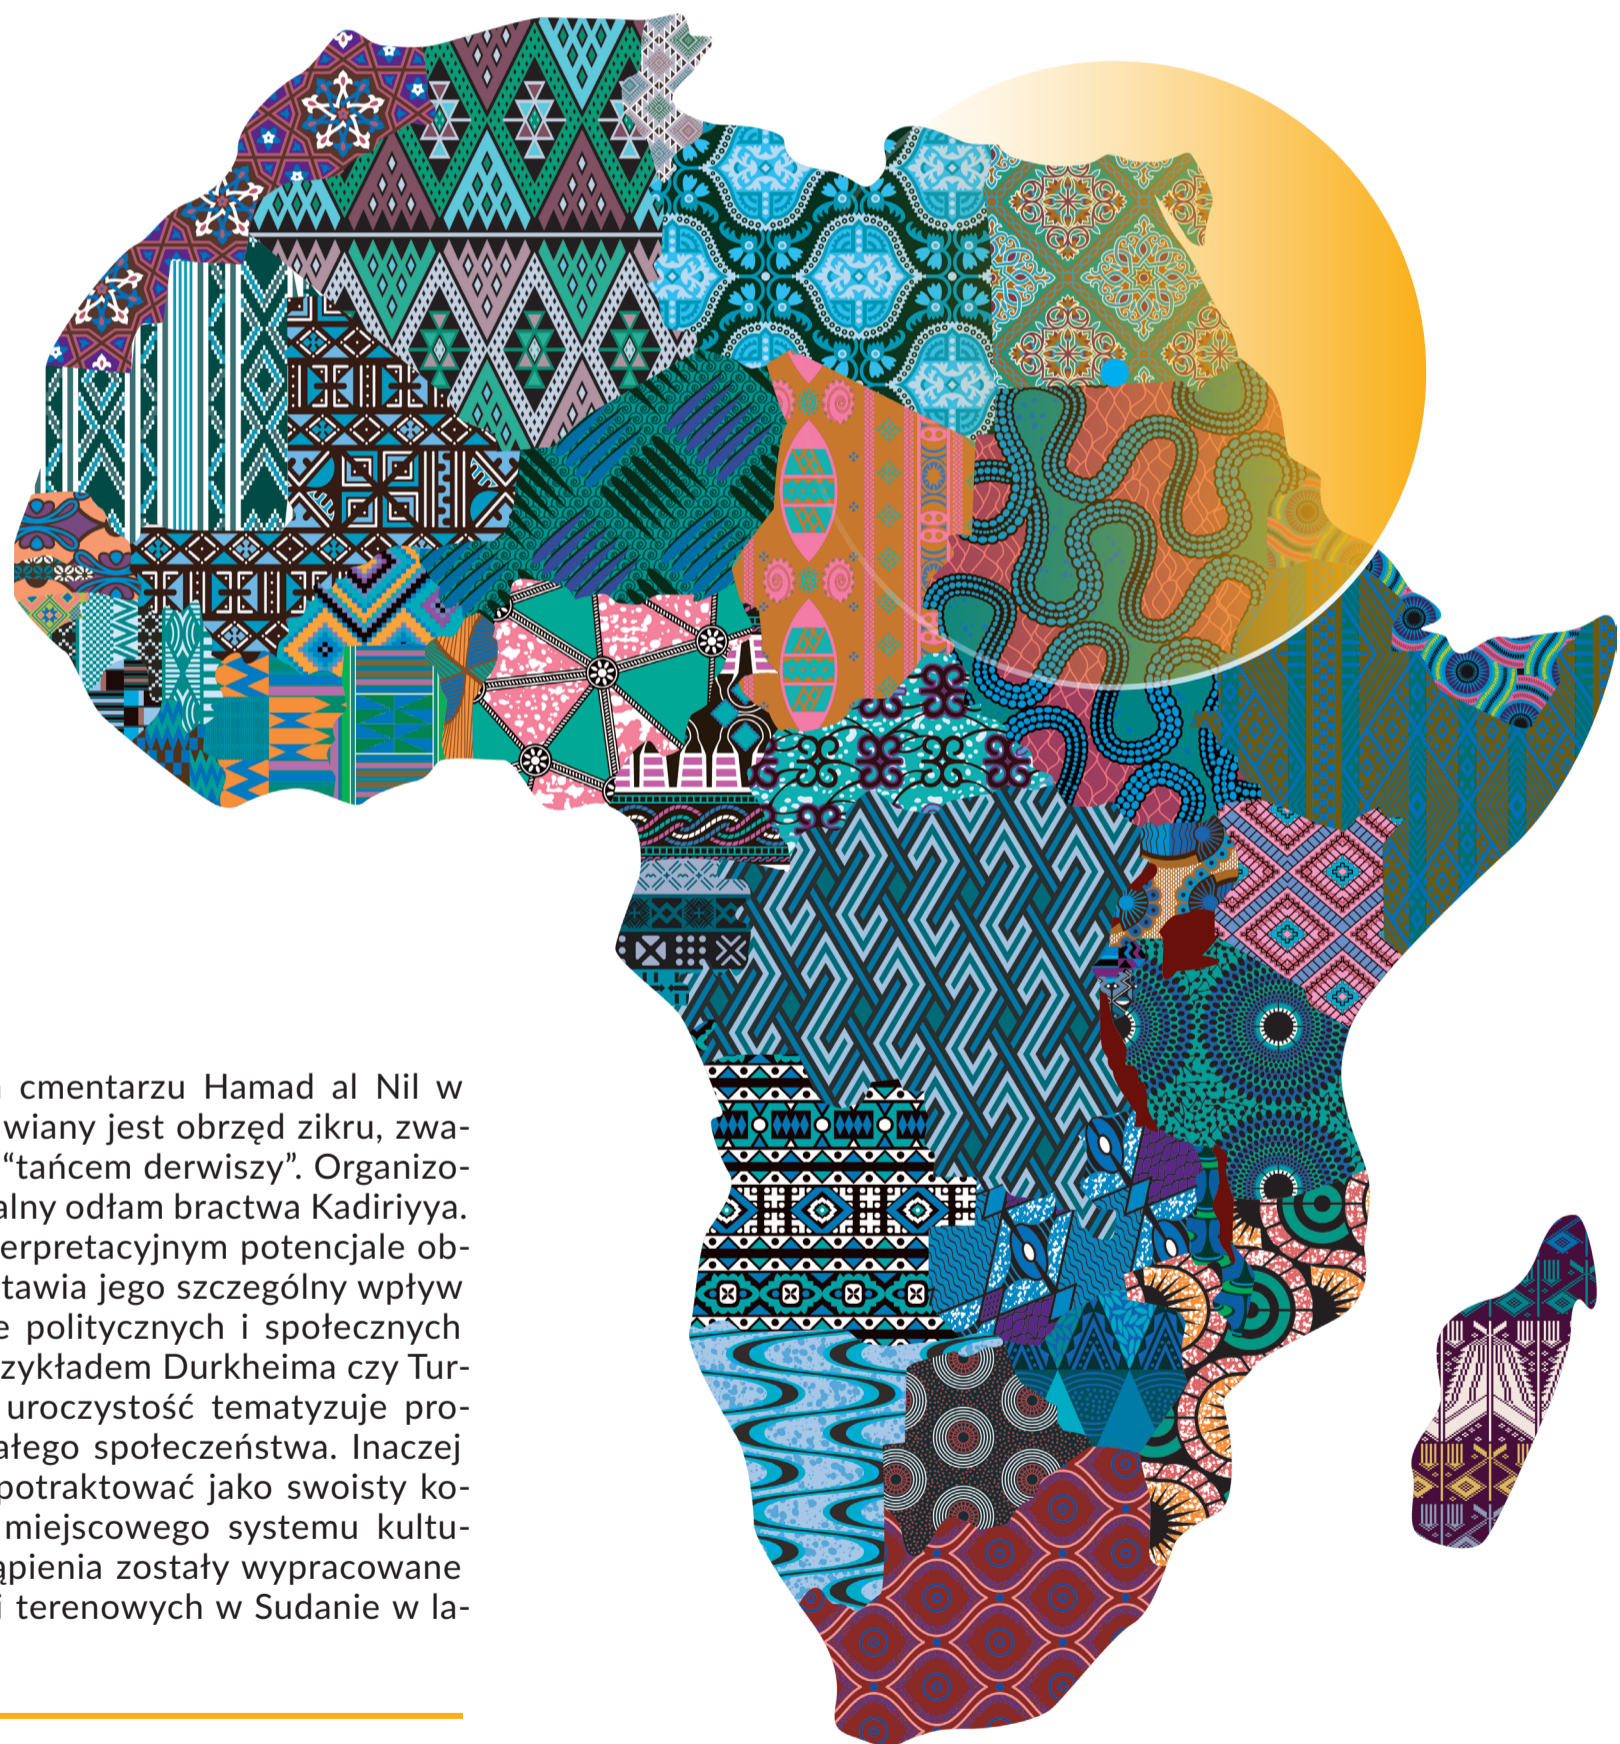 cmentarzu Hamad al Nil w
wiany jest obrzęd zikru, zwa-
“tańcem derwiszy”. Organizo-
alny odłam bractwa Kadiriyya.
erpretacyjnym potencjale ob-
tawia jego szczególny wpływ
e politycznych i społecznych
zykładem Durkheima czy Tur-
uroczystość tematyzuje pro-
ałego społeczeństwa. Inaczej
potraktować jako swoisty ko-
miejscowego systemu kultu-
ąpienia zostały wypracowane
i terenowych w Sudanie w la-